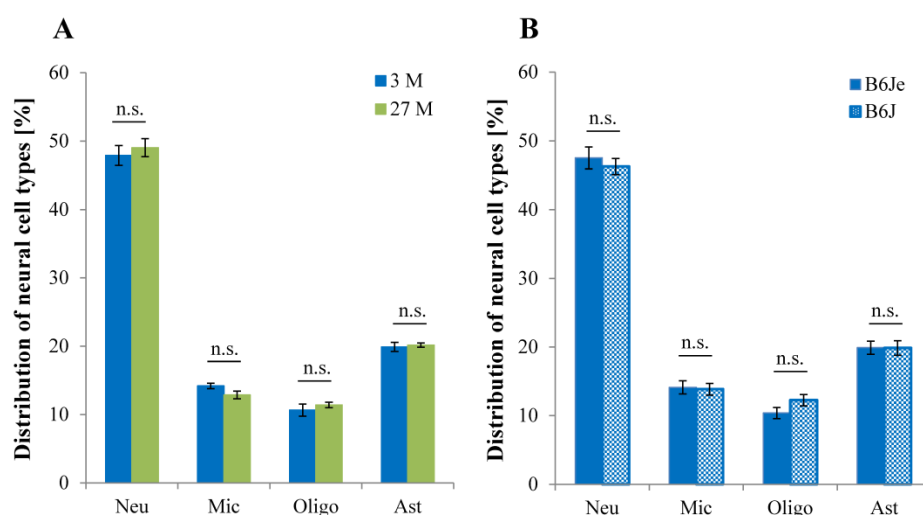 A
Distribution of neural cell types [%]
60
50
40
30
20
10
0
3 M
27 M
n.s.
n.s.
n.s.
n.s.
Neu Mic Oligo Ast
B
Distribution of neural cell types [%]
60
50
40
30
20
10
0
B6Je
B6J
n.s.
n.s.
n.s.
n.s.
Neu Mic Oligo Ast